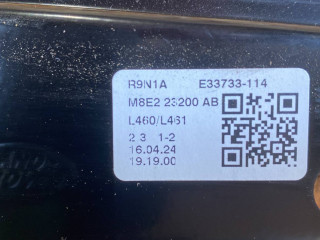 R9N1A E33733-114
M8E2 23200 AB
L460/L461
2 3 1-2
16.04.24
19.19.00